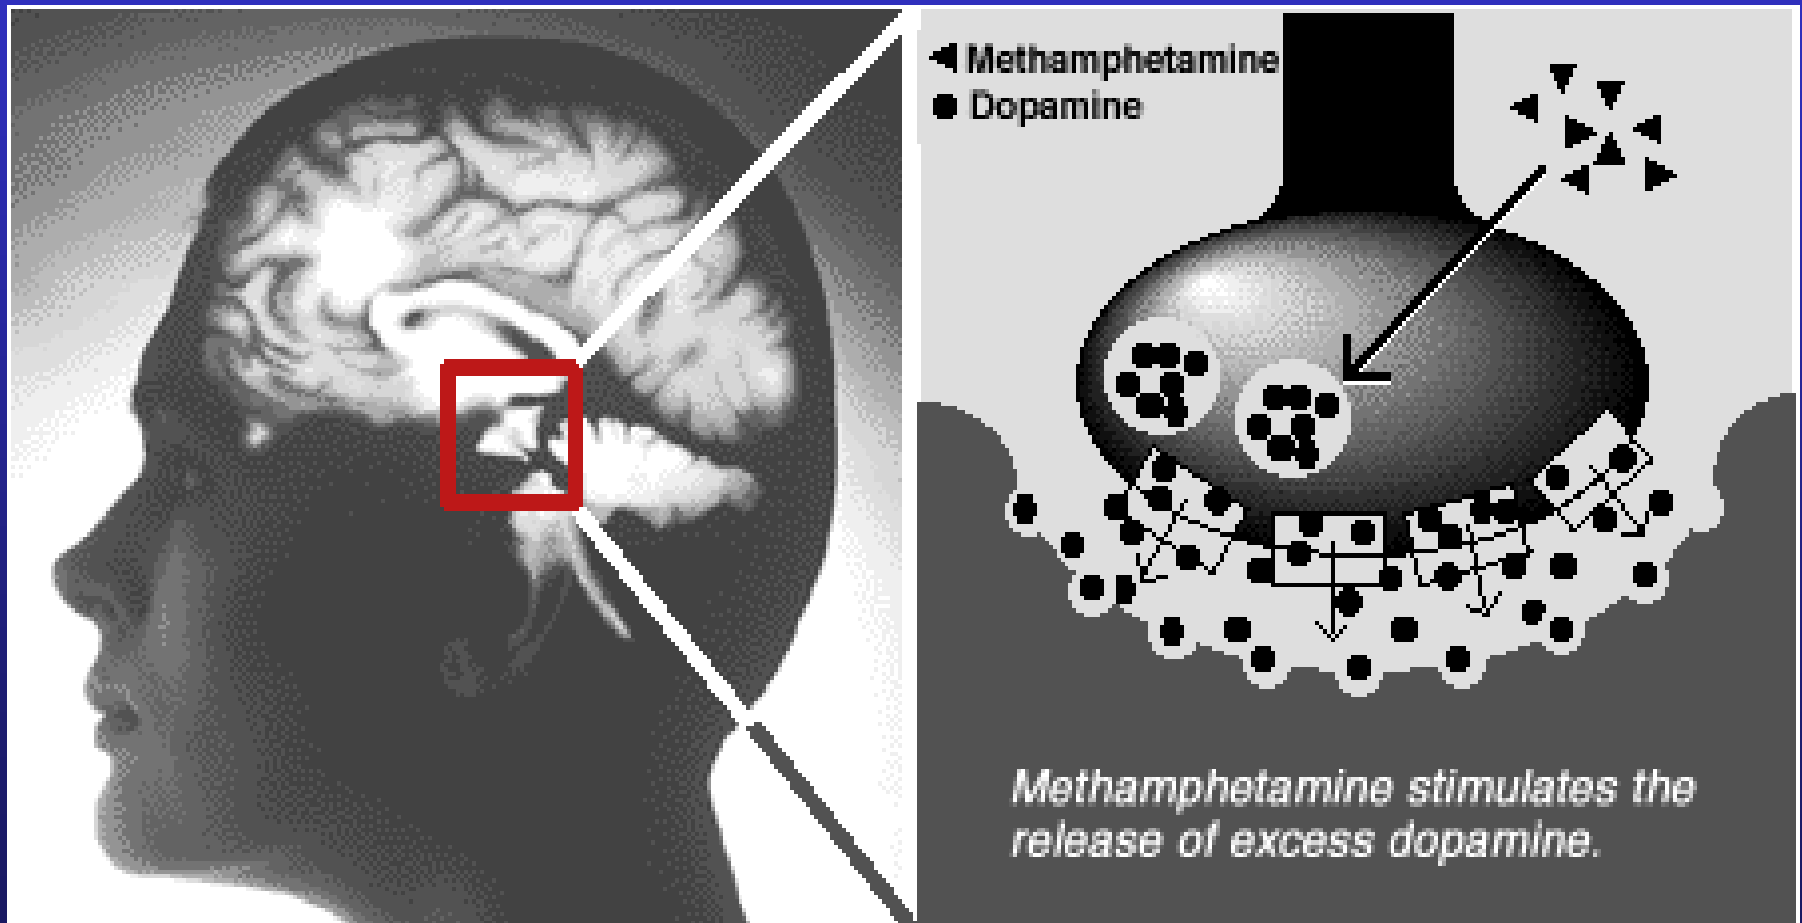 Methamphetamine
Dopamine
Methamphetamine stimulates the
release of excess dopamine.